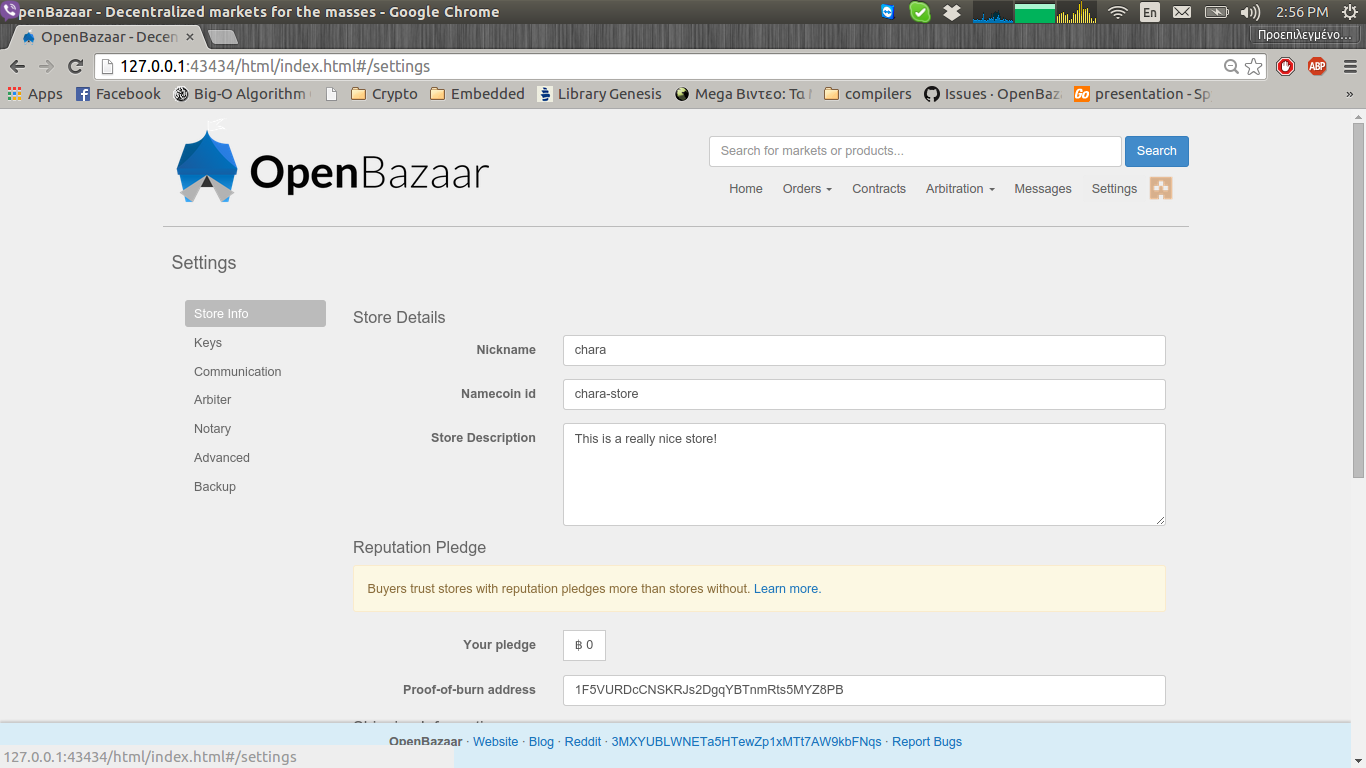 penBazaar - Decentralized markets for the masses - Google Chrome
En
2:56 PM
OpenBazaar - Decen
Προεπιλεγμένο...
127.0.0.1:43434/html/index.html#/settings
Apps
Facebook
Big-O Algorithm
Crypto
Embedded
Library Genesis
Mega Βιντεο: Τα
compilers
Issues · OpenBaz
Go presentation - Sp
»
ABP
OpenBazaar
Search for markets or products...
Search
Home
Orders
Contracts
Arbitration
Messages
Settings
Settings
Store Info
Keys
Communication
Arbiter
Notary
Advanced
Backup
Store Details
Nickname
chara
Namecoin id
chara-store
Store Description
This is a really nice store!
Reputation Pledge
Buyers trust stores with reputation pledges more than stores without. Learn more.
Your pledge
฿ 0
Proof-of-burn address
1F5VURDcCNSKRJs2DgqYBTnmRts5MYZ8PB
OpenBazaar · Website · Blog · Reddit · 3MXYUBLWNETa5HTewZp1xMTt7AW9kbFNqs · Report Bugs
127.0.0.1:43434/html/index.html#/settings